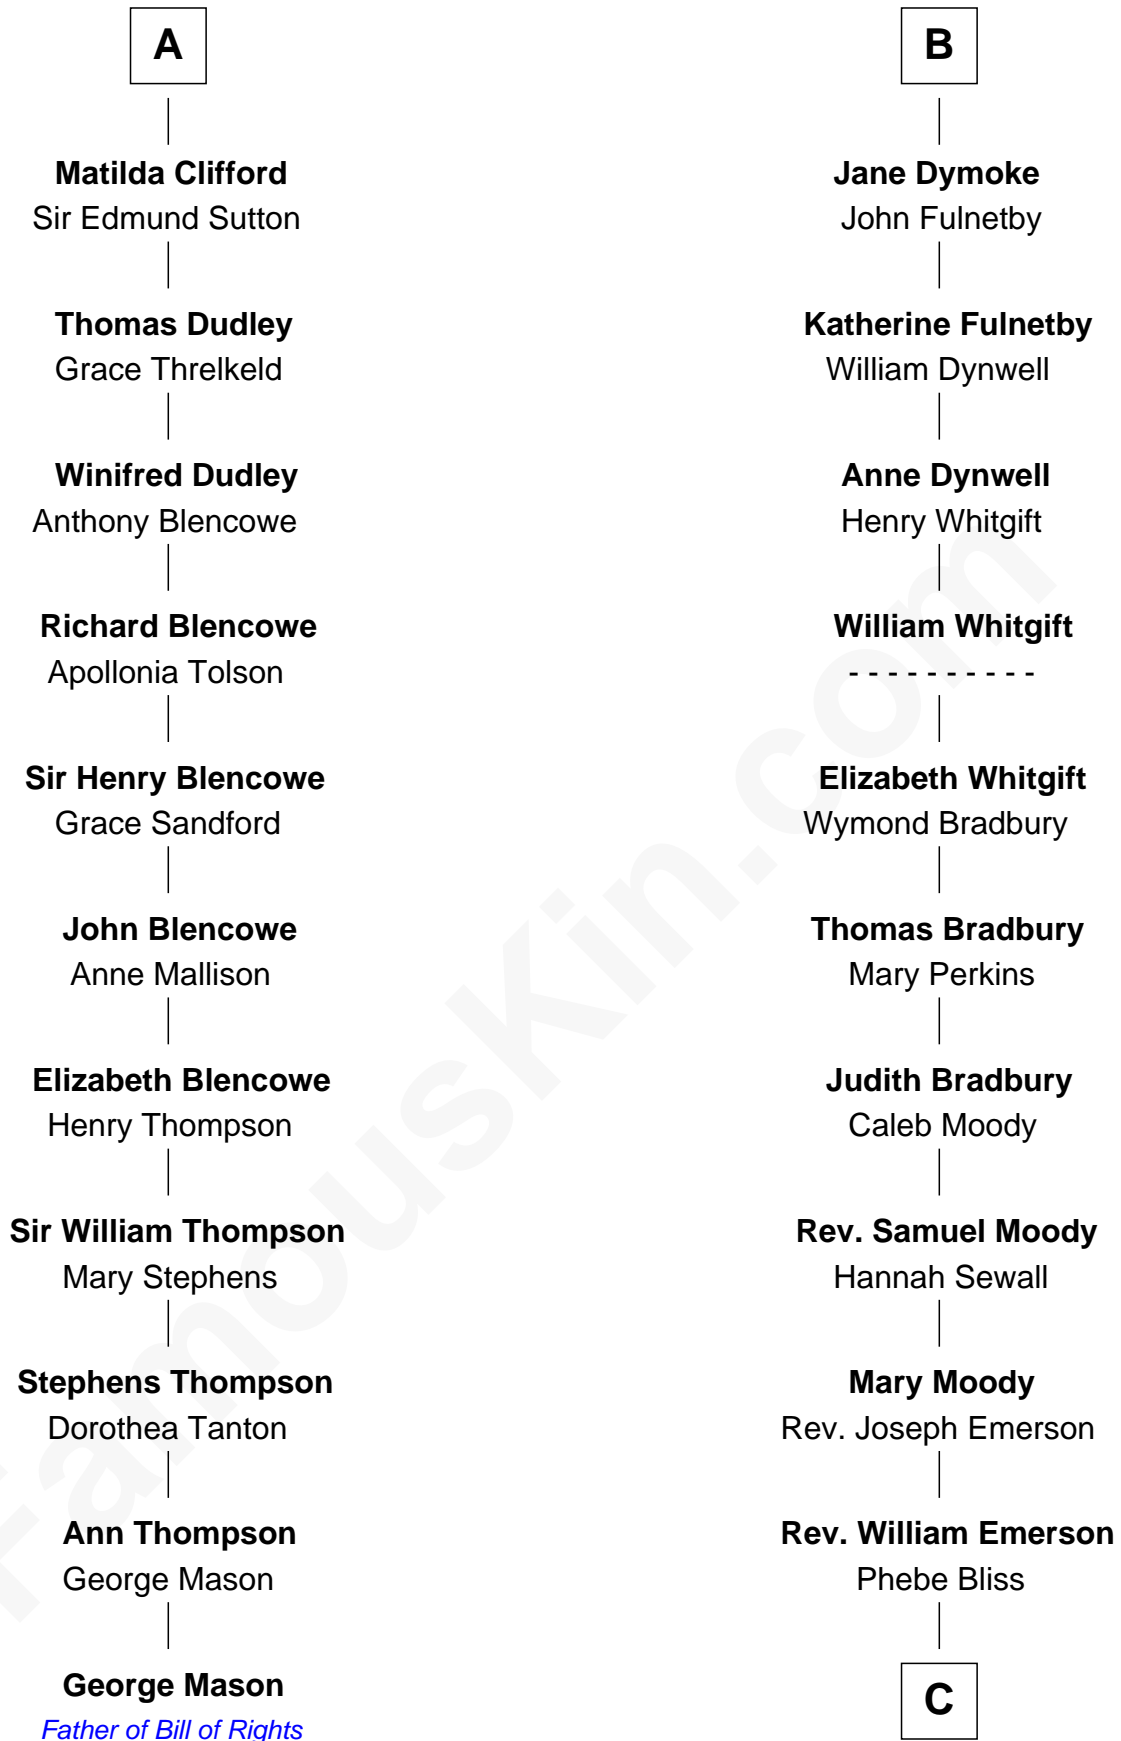 A
Matilda Clifford
Sir Edmund Sutton
Thomas Dudley
Grace Threlkeld
Winifred Dudley
Anthony Blencowe
Richard Blencowe
Apollonia Tolson
Sir Henry Blencowe
Grace Sandford
John Blencowe
Anne Mallison
Elizabeth Blencowe
Henry Thompson
Sir William Thompson
Mary Stephens
Stephens Thompson
Dorothea Tanton
Ann Thompson
George Mason
George Mason
Father of Bill of Rights
B
Jane Dymoke
John Fulnetby
Katherine Fulnetby
William Dynwell
Anne Dynwell
Henry Whitgift
William Whitgift
- - - - - - - - - -
Elizabeth Whitgift
Wymond Bradbury
Thomas Bradbury
Mary Perkins
Judith Bradbury
Caleb Moody
Rev. Samuel Moody
Hannah Sewall
Mary Moody
Rev. Joseph Emerson
Rev. William Emerson
Phebe Bliss
C
FamousKin.com